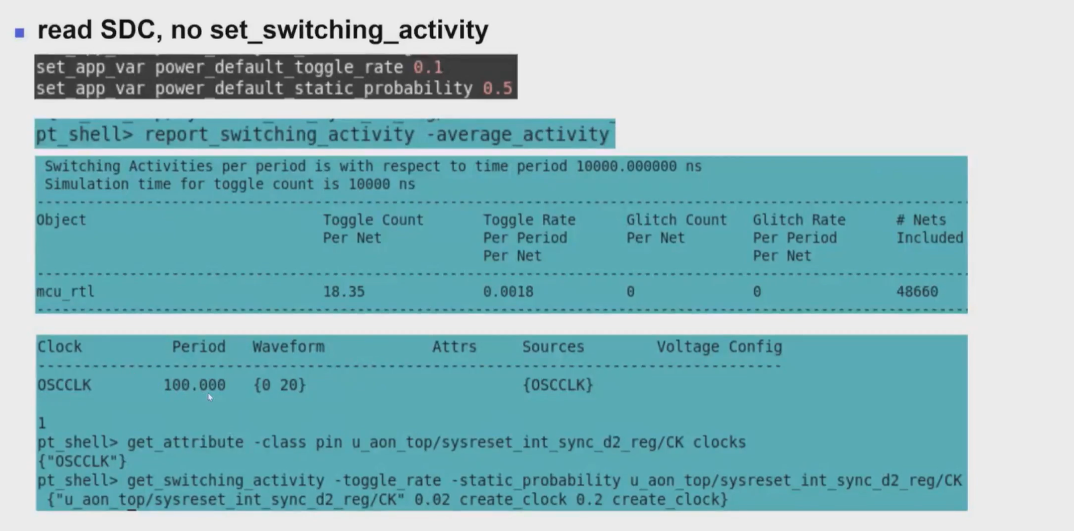 read SDC, no set_switching_activity
set_app_var power_default_toggle_rate 0.1
set_app_var power_default_static_probability 0.5
pt_shell> report_switching_activity -average_activity
Switching Activities per period is with respect to time period 10000.000000 ns
Simulation time for toggle count is 10000 ns
Object Toggle Count Toggle Rate Glitch Count Glitch Rate # Nets
Per Net Per Period Per Net Per Period Included
Per Net Per Net
mcu_rtl 18.35 0.0018 0 0 48660
Clock Period Waveform Attrs Sources Voltage Config
OSCCLK 100.000 {0 20} {OSCCLK}
1
pt_shell> get_attribute -class pin u_aon_top/sysreset_int_sync_d2_reg/CK clocks
{"OSCCLK"}
pt_shell> get_switching_activity -toggle_rate -static_probability u_aon_top/sysreset_int_sync_d2_reg/CK
{"u_aon_top/sysreset_int_sync_d2_reg/CK" 0.02 create_clock 0.2 create_clock}